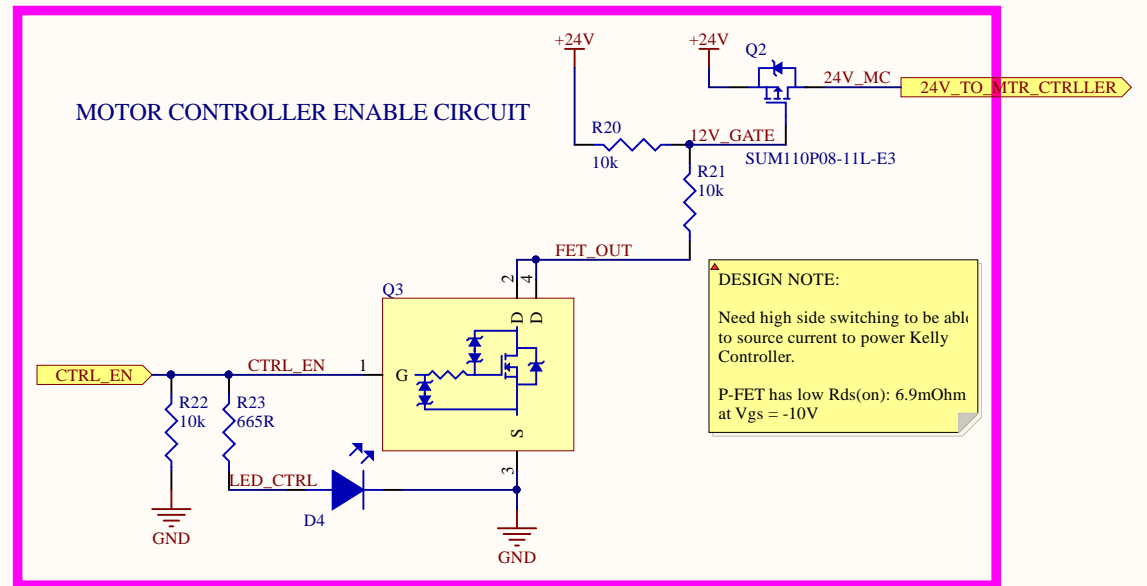 +24V
+24V
Q2
24V_MC
24V_TO_MTR_CTRLLER
MOTOR CONTROLLER ENABLE CIRCUIT
R20
10k
12V_GATE
SUM110P08-11L-E3
R21
10k
FET_OUT
2
4
Q3
D
D
DESIGN NOTE:
Need high side switching to be abl
to source current to power Kelly
Controller.
P-FET has low Rds(on): 6.9mOhm
at Vgs = -10V
CTRL_EN
CTRL_EN
1
G
R22
10k
R23
665R
S
3
LED_CTRL
D4
GND
GND